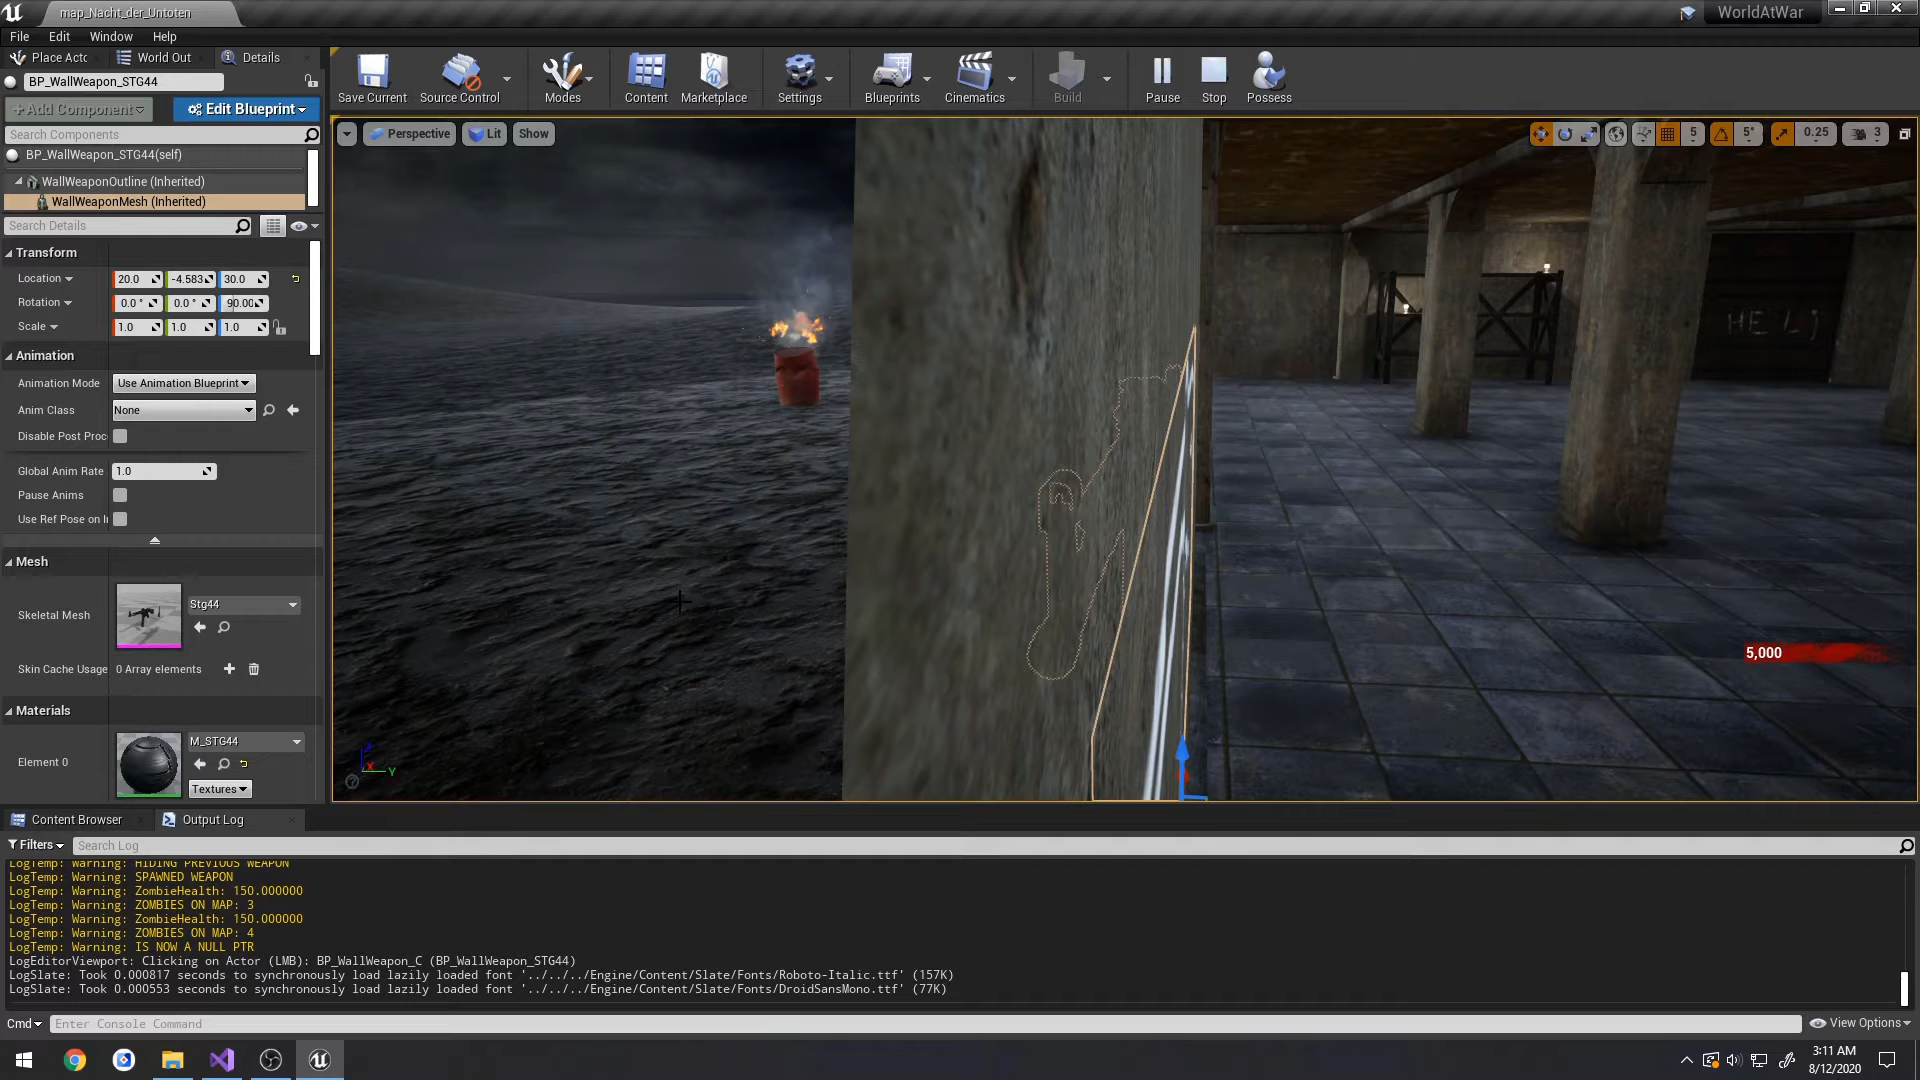 map_Nacht_der_Untoten
WorldAtWar
File Edit Window Help
Place Acto World Out Details
BP_WallWeapon_STG44
+Add Component Edit Blueprint
Search Components
BP_WallWeapon_STG44(self)
WallWeaponOutline (Inherited)
WallWeaponMesh (Inherited)
Search Details
Transform
Location 20.0 -4.583 30.0
Rotation 0.0 ° 0.0 ° 90.00
Scale 1.0 1.0 1.0
Animation
Animation Mode Use Animation Blueprint
Anim Class None
Disable Post Proc
Global Anim Rate 1.0
Pause Anims
Use Ref Pose on I
Mesh
Skeletal Mesh Stg44
Skin Cache Usage 0 Array elements
Materials
Element 0 M_STG44
Textures
Save Current Source Control Modes Content Marketplace Settings Blueprints Cinematics Build Pause Stop Possess
Perspective Lit Show
5 5° 0.25 3
HELJ
5,000
Y
Content Browser Output Log
Filters Search Log
LogTemp: Warning: HIDING PREVIOUS WEAPON
LogTemp: Warning: SPAWNED WEAPON
LogTemp: Warning: ZombieHealth: 150.000000
LogTemp: Warning: ZOMBIES ON MAP: 3
LogTemp: Warning: ZombieHealth: 150.000000
LogTemp: Warning: ZOMBIES ON MAP: 4
LogTemp: Warning: IS NOW A NULL PTR
LogEditorViewport: Clicking on Actor (LMB): BP_WallWeapon_C (BP_WallWeapon_STG44)
LogSlate: Took 0.000817 seconds to synchronously load lazily loaded font '../../../Engine/Content/Slate/Fonts/Roboto-Italic.ttf' (157K)
LogSlate: Took 0.000553 seconds to synchronously load lazily loaded font '../../../Engine/Content/Slate/Fonts/DroidSansMono.ttf' (77K)
Cmd Enter Console Command View Options
3:11 AM
8/12/2020